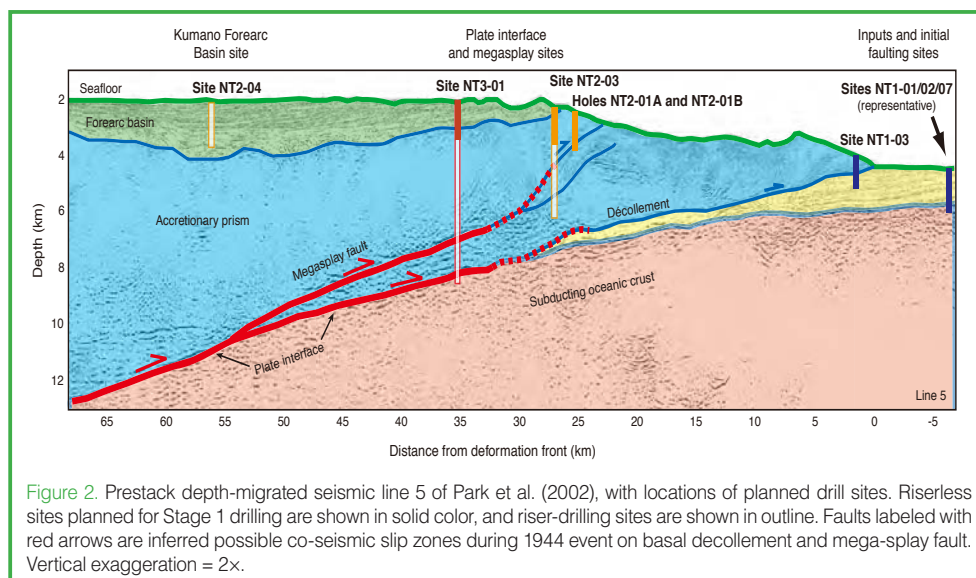 Kumano Forearc
Basin site
Plate interface
and megasplay sites
Inputs and initial
faulting sites
Seafloor
Site NT2-04
Site NT3-01
Site NT2-03
Holes NT2-01A and NT2-01B
Sites NT1-01/02/07
(representative)
Site NT1-03
Forearc basin
Accretionary prism
Megasplay fault
Décollement
Subducting oceanic crust
Plate interface
Line 5
Depth (km)
2
4
6
8
10
12
65 60 55 50 45 40 35 30 25 20 15 10 5 0 -5
Distance from deformation front (km)
Figure 2. Prestack depth-migrated seismic line 5 of Park et al. (2002), with locations of planned drill sites. Riserless
sites planned for Stage 1 drilling are shown in solid color, and riser-drilling sites are shown in outline. Faults labeled with
red arrows are inferred possible co-seismic slip zones during 1944 event on basal decollement and mega-splay fault.
Vertical exaggeration = 2×.